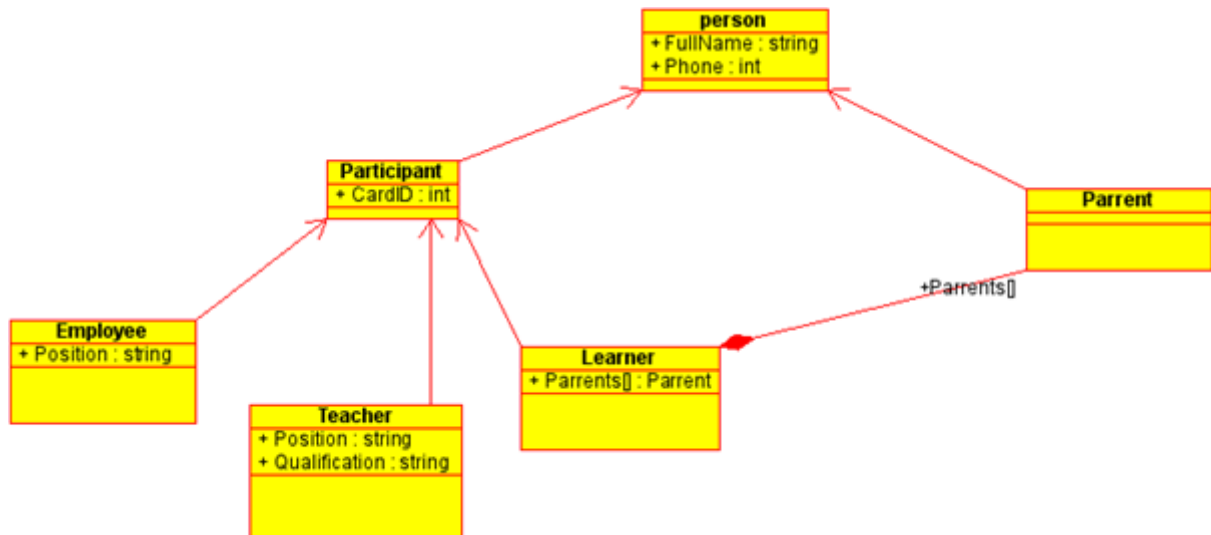 person
+ FullName : string
+ Phone : int
Participant
+ CardID : int
Parrent
+Parrents[]
Employee
+ Position : string
Learner
+ Parrents[] : Parrent
Teacher
+ Position : string
+ Qualification : string